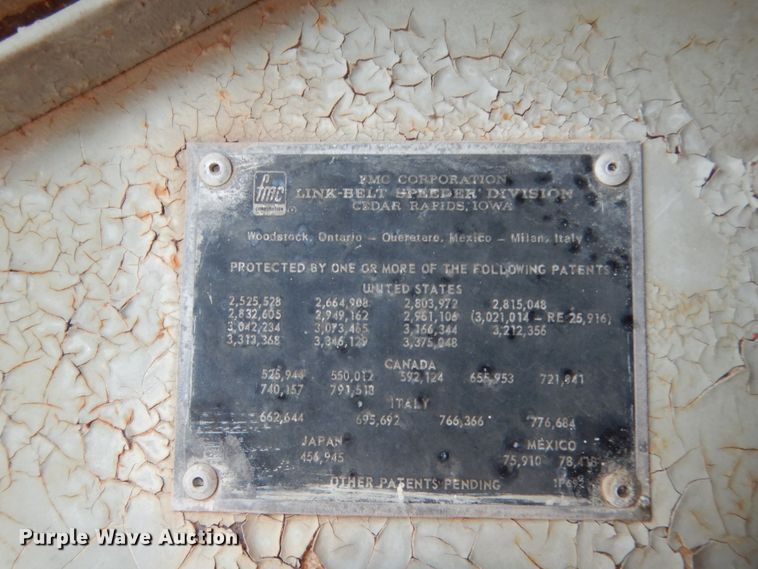 fmc
FMC CORPORATION
LINK-BELT SPEEDER DIVISION
CEDAR RAPIDS, IOWA
Woodstock, Ontario - Queretaro, Mexico - Milan, Italy
PROTECTED BY ONE OR MORE OF THE FOLLOWING PATENTS
UNITED STATES
2,525,528 2,664,908 2,803,972 2,815,048
2,832,605 2,949,162 2,961,106 (3,021,014 - RE 25,916)
3,042,234 3,073,465 3,166,344 3,212,356
3,313,368 3,346,129 3,375,048
CANADA
525,944 550,012 592,124 655,953 721,841
740,157 791,513
ITALY
662,644 695,692 766,366 776,684
JAPAN MEXICO
456,945 75,910
OTHER PATENTS PENDING
Purple Wave Auction